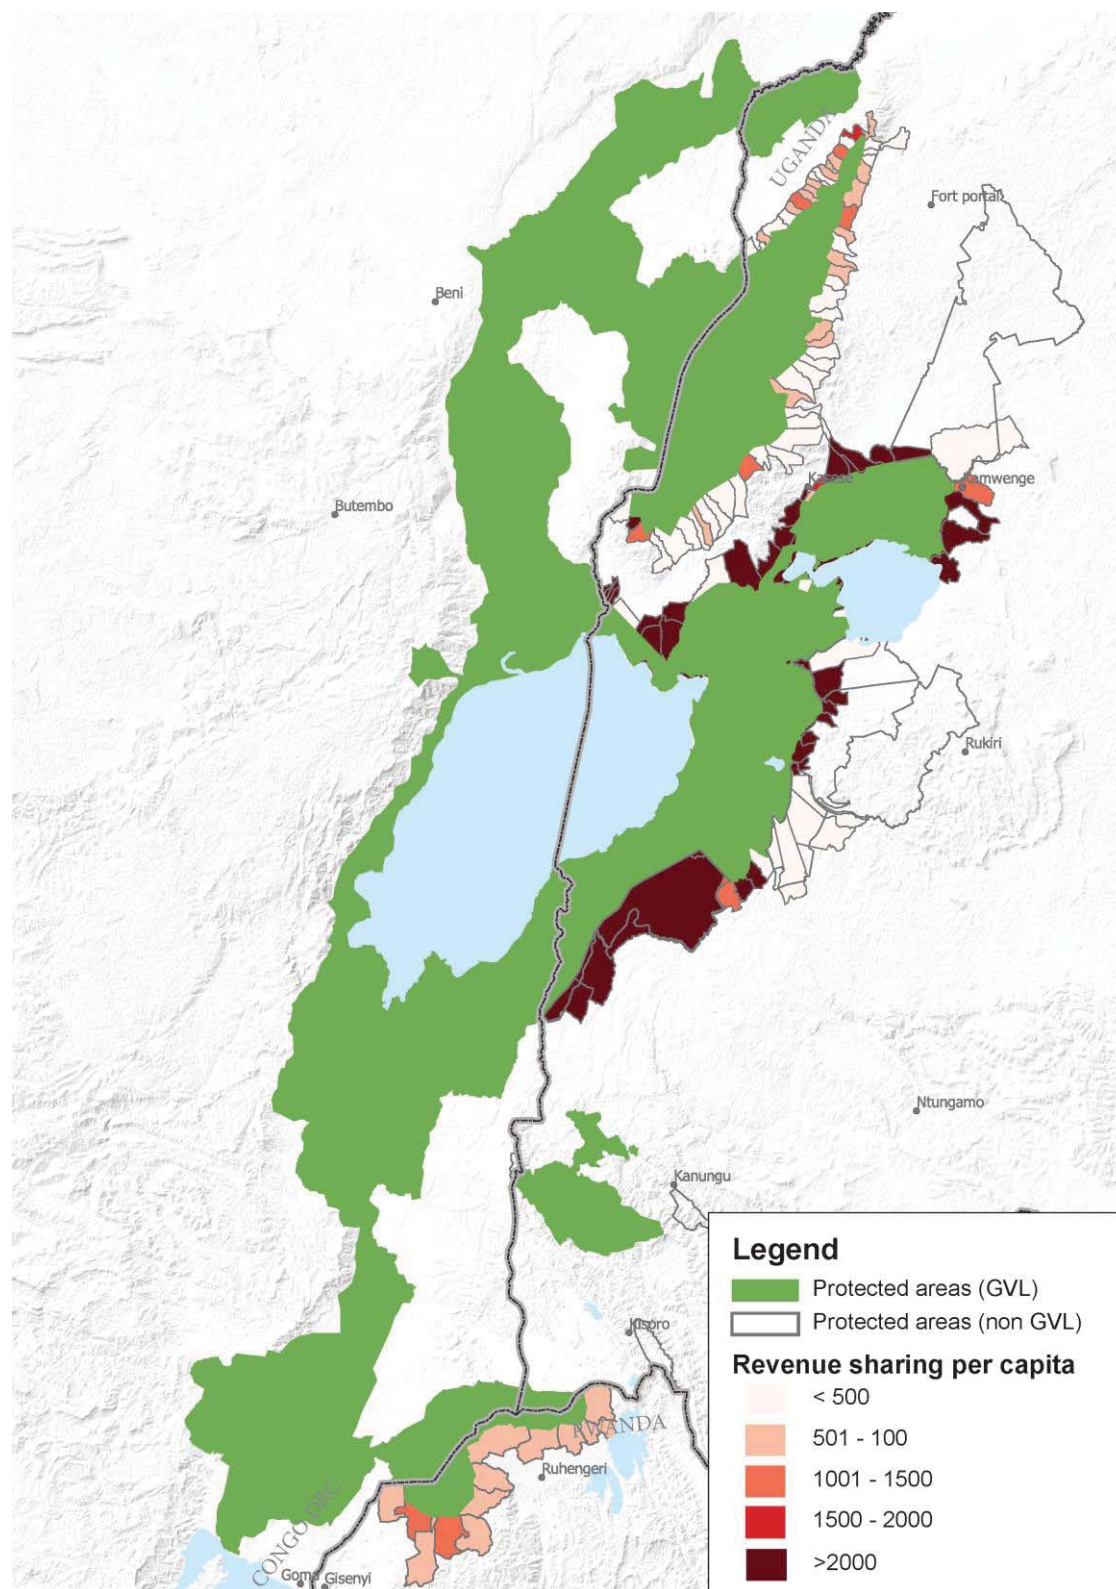 UGANDA
Fort portal
Beni
Kasese
Kamwenge
Butembo
Rukiri
Ntungamo
Kanungu
Kisoro
RWANDA
Ruhengeri
CONGO DRC
Goma
Gisenyi
Legend
Protected areas (GVL)
Protected areas (non GVL)
Revenue sharing per capita
< 500
501 - 100
1001 - 1500
1500 - 2000
>2000